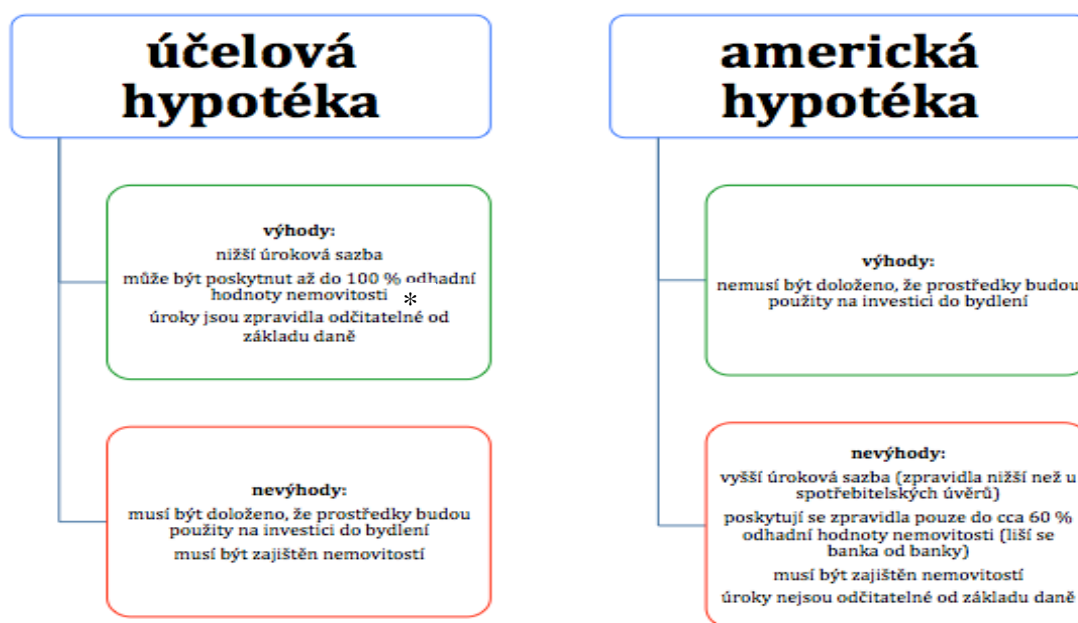 účelová
hypotéka
výhody:
nižší úroková sazba
může být poskytnut až do 100 % odhadní
hodnoty nemovitosti *
úroky jsou zpravidla odčitatelné od
základu daně
nevýhody:
musí být doloženo, že prostředky budou
použity na investici do bydlení
musí být zajištěn nemovitostí
americká
hypotéka
výhody:
nemusí být doloženo, že prostředky budou
použity na investici do bydlení
nevýhody:
vyšší úroková sazba (zpravidla nižší než u
spotřebitelských úvěrů)
poskytují se zpravidla pouze do cca 60 %
odhadní hodnoty nemovitosti (liší se
banka od banky)
musí být zajištěn nemovitostí
úroky nejsou odčitatelné od základu daně